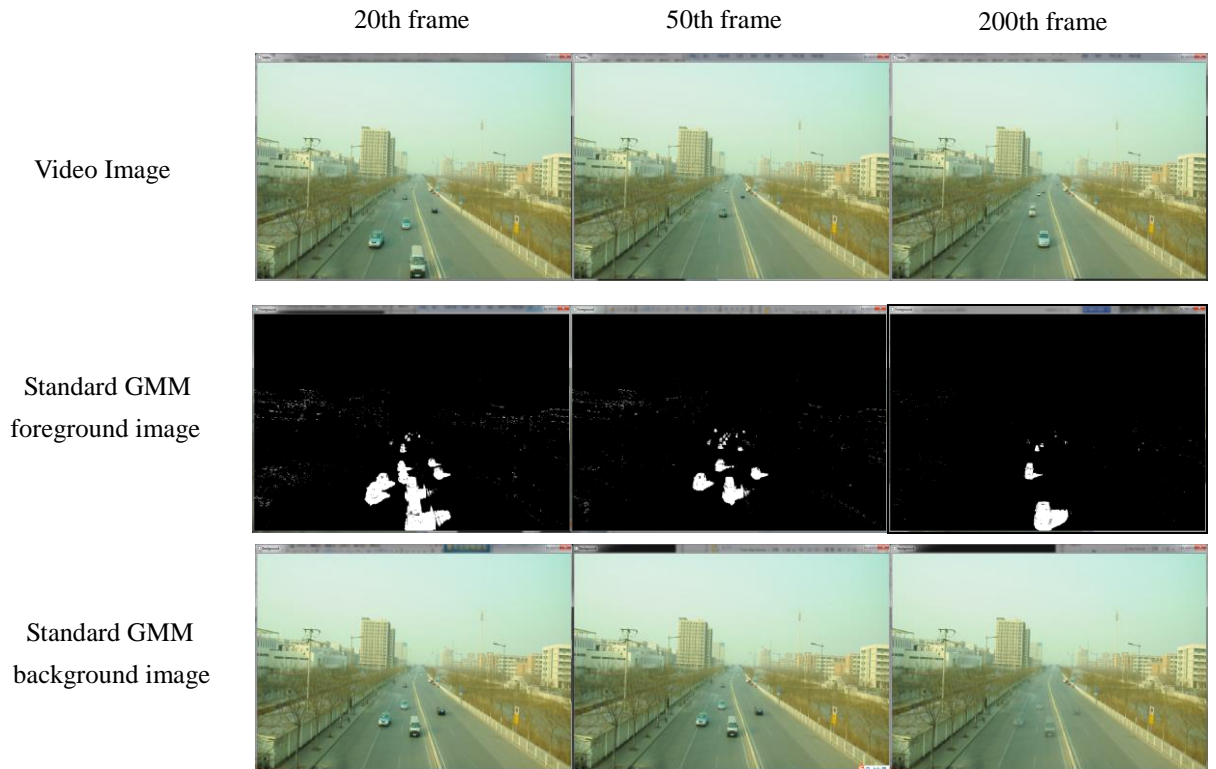 20th frame
50th frame
200th frame
Video Image
Standard GMM
foreground image
Standard GMM
background image